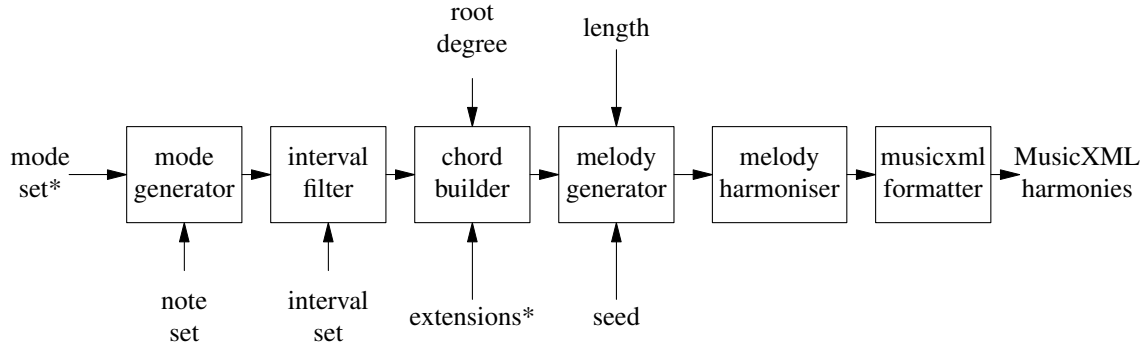 root
degree
length
mode
set*
mode
generator
interval
filter
chord
builder
melody
generator
melody
harmoniser
musicxml
formatter
MusicXML
harmonies
note
set
interval
set
extensions*
seed